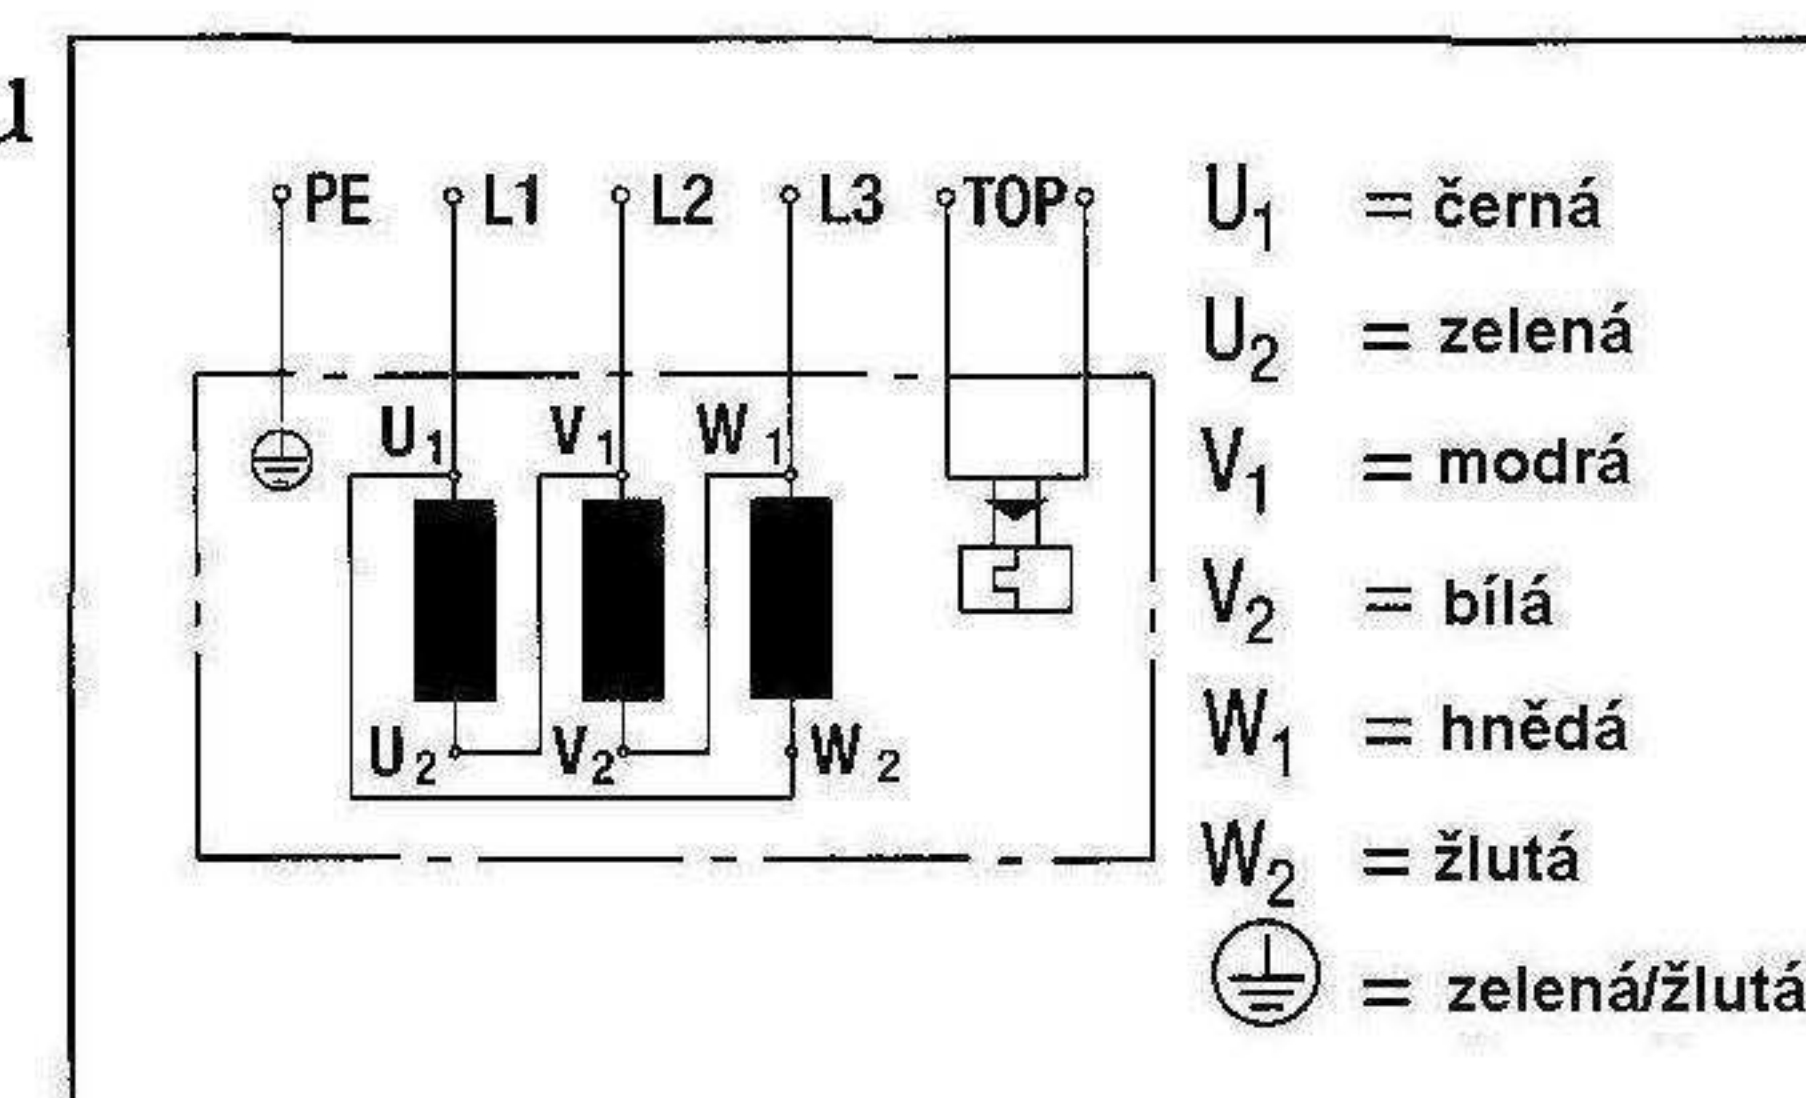 u
PE L1 L2 L3 TOP
U1 V1 W1
U2 V2 W2
U1 = černá
U2 = zelená
V1 = modrá
V2 = bílá
W1 = hnědá
W2 = žlutá
= zelená/žlutá